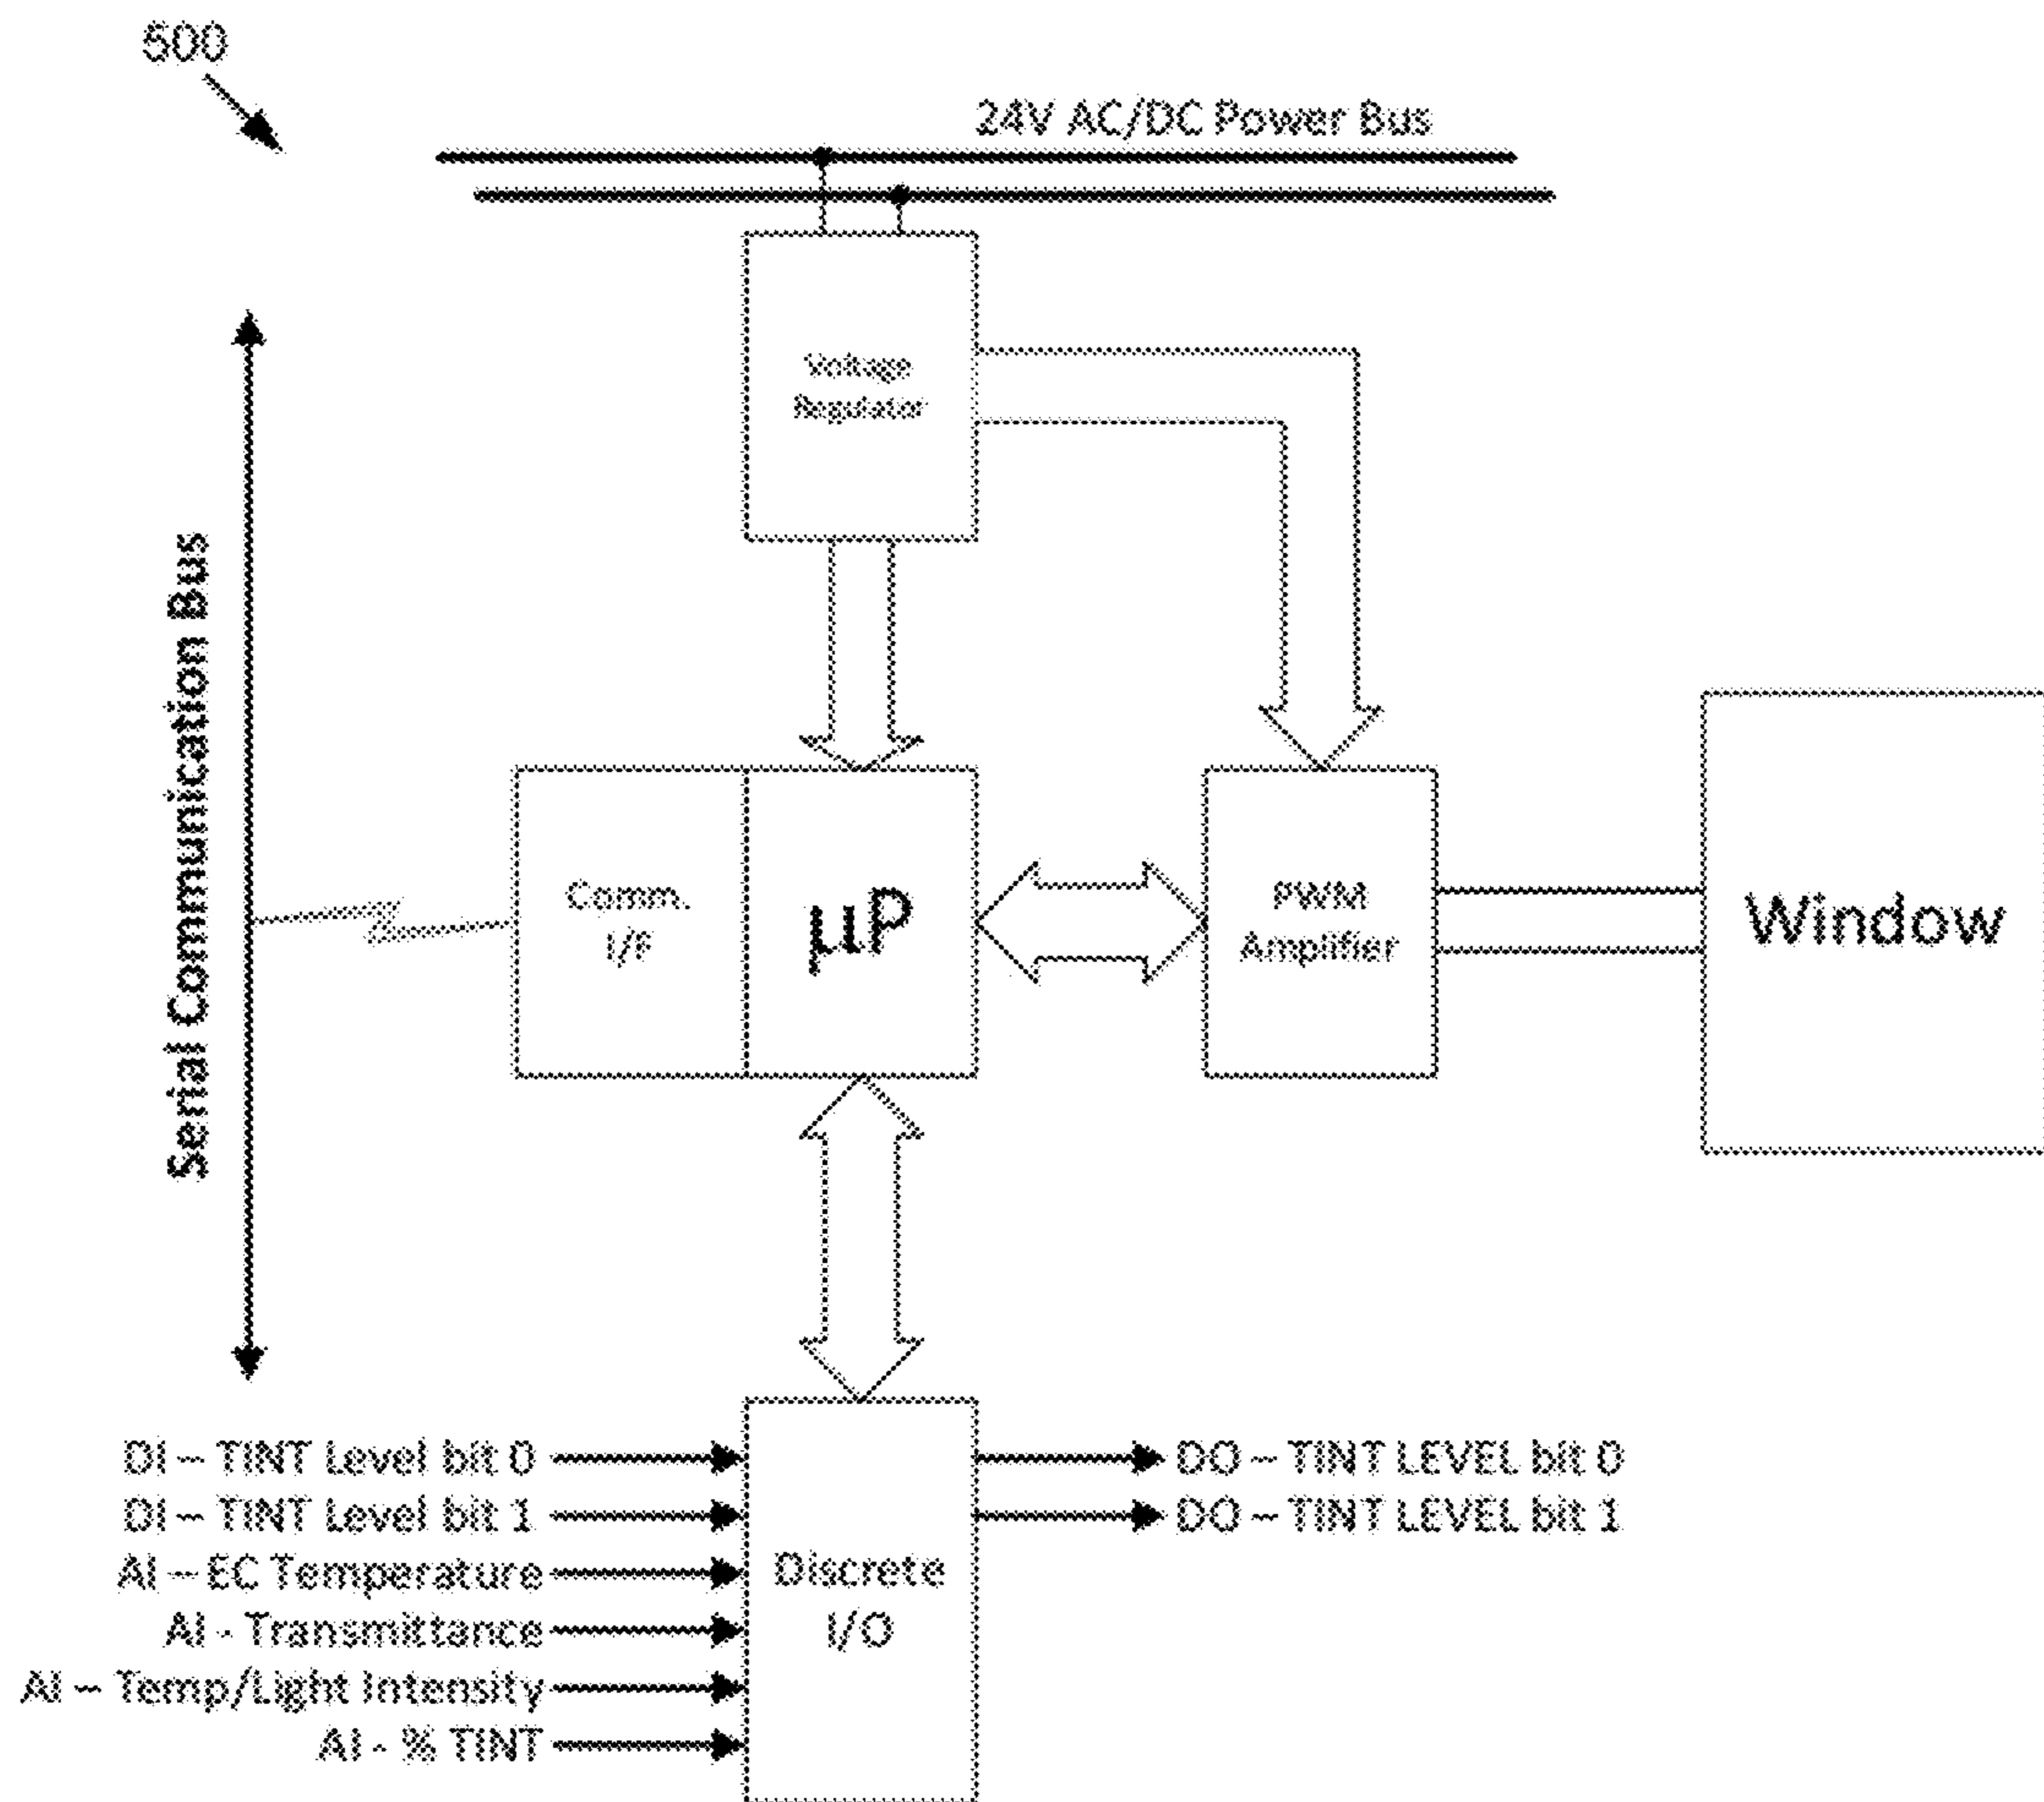 500
24V AC/DC Power Bus
Voltage
Regulator
Serial Communication Bus
Comm.
I/F
µP
PWM
Amplifier
Window
DI – TINT Level bit 0
DI – TINT Level bit 1
AI – EC Temperature
AI - Transmittance
AI – Temp/Light Intensity
AI - % TINT
Discrete
I/O
DO – TINT LEVEL bit 0
DO – TINT LEVEL bit 1